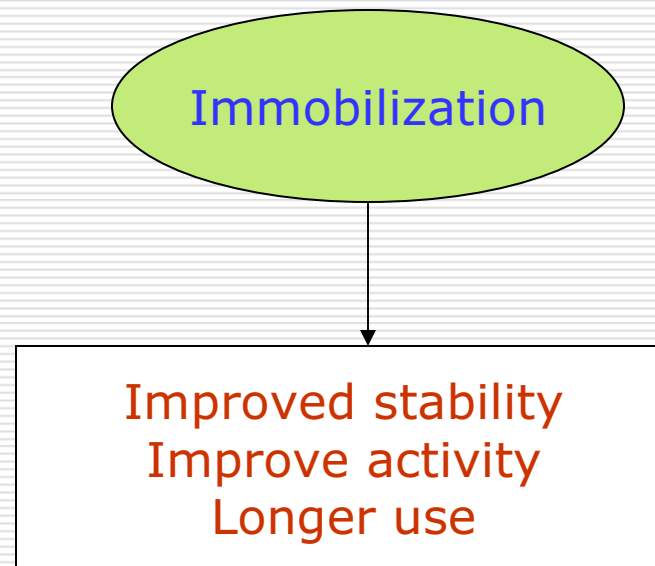 Immobilization
Improved stability
Improve activity
Longer use